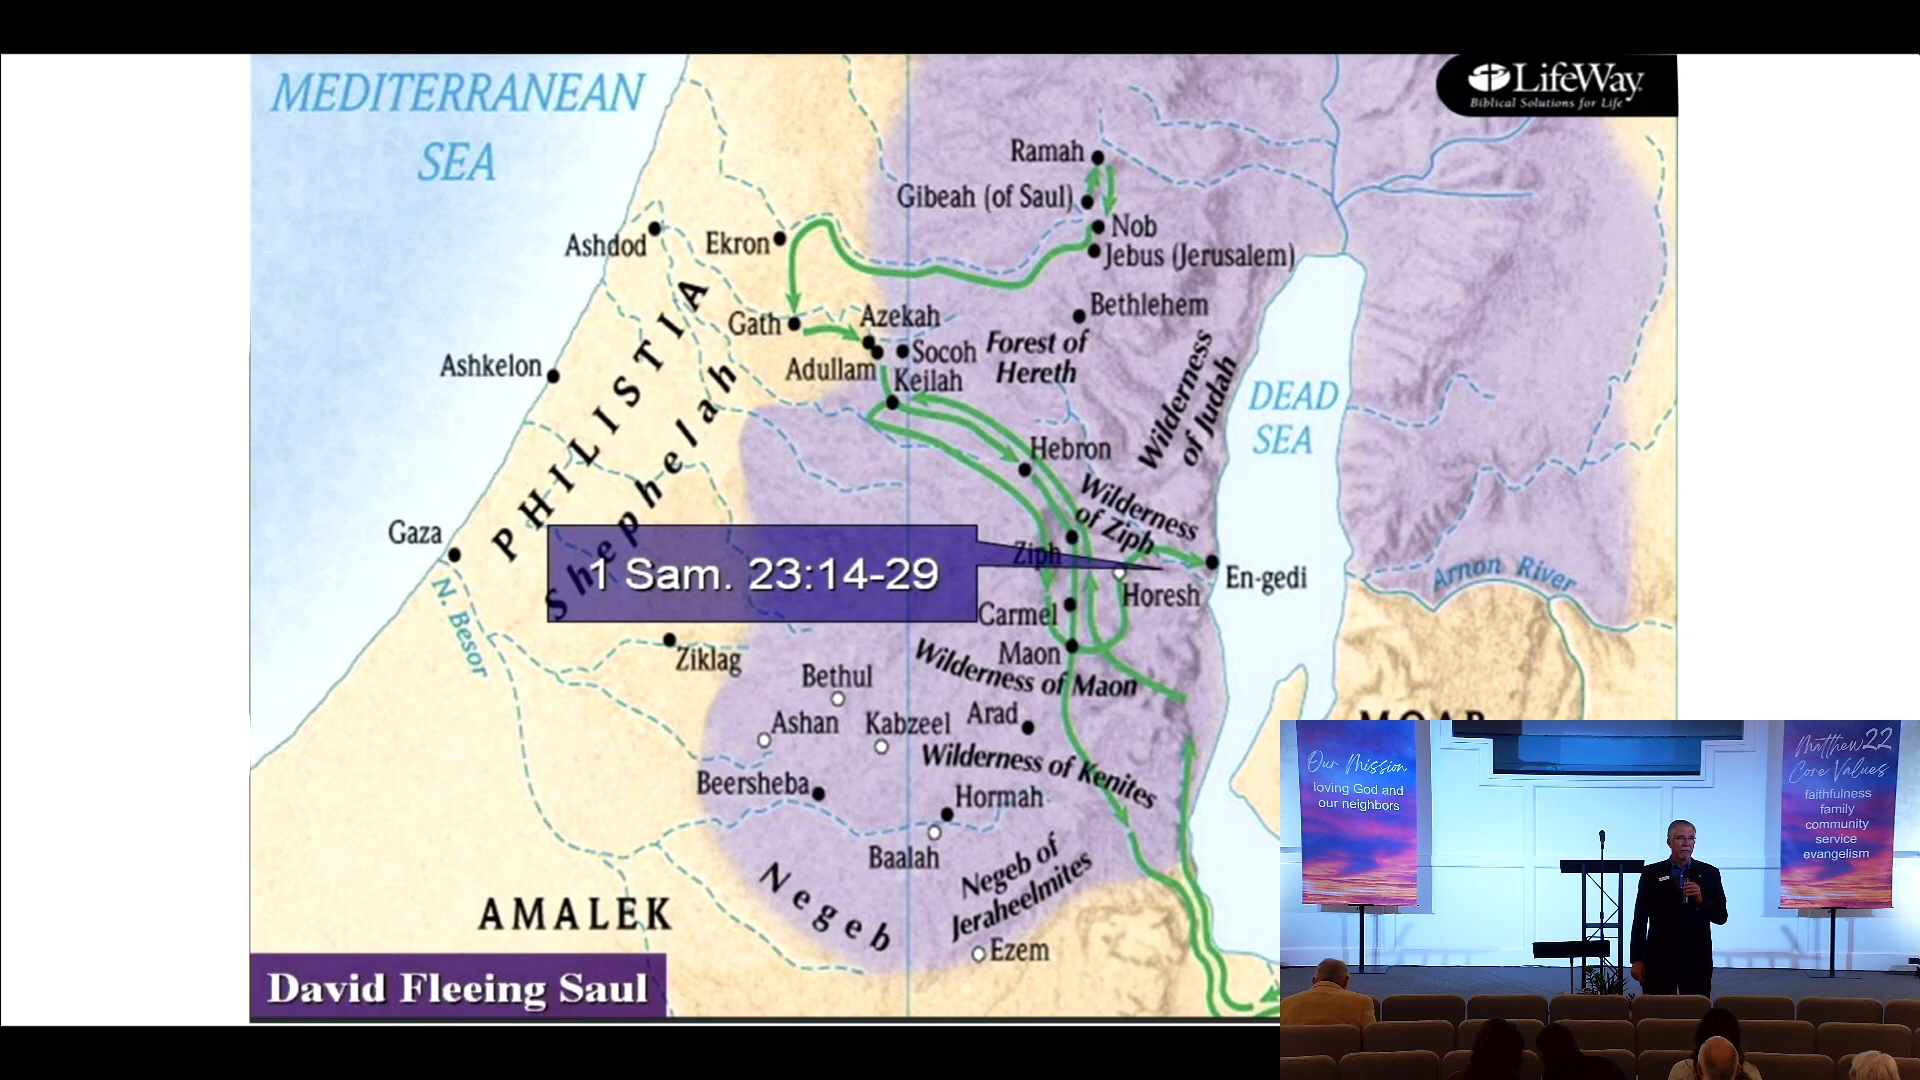 MEDITERRANEAN
SEA
LifeWay
Biblical Solutions for Life
Ramah
Gibeah (of Saul)
Nob
Jebus (Jerusalem)
Ashdod
Ekron
Bethlehem
Gath
Azekah
Socoh
Adullam
Keilah
Forest of
Hereth
Ashkelon
PHILISTIA
Shephelah
Wilderness
of Judah
DEAD
SEA
Hebron
Wilderness
of Ziph
Gaza
Ziph
1 Sam. 23:14-29
En-gedi
Horesh
Arnon River
N. Besor
Carmel
Ziklag
Maon
Wilderness of Maon
Bethul
Ashan
Kabzeel
Arad
Wilderness of Kenites
Beersheba
Hormah
Baalah
Negeb
Negeb of
Jeraheelmites
Ezem
AMALEK
MOAB
David Fleeing Saul
Our Mission
loving God and
our neighbors
Matthew 22
Core Values
faithfulness
family
community
service
evangelism